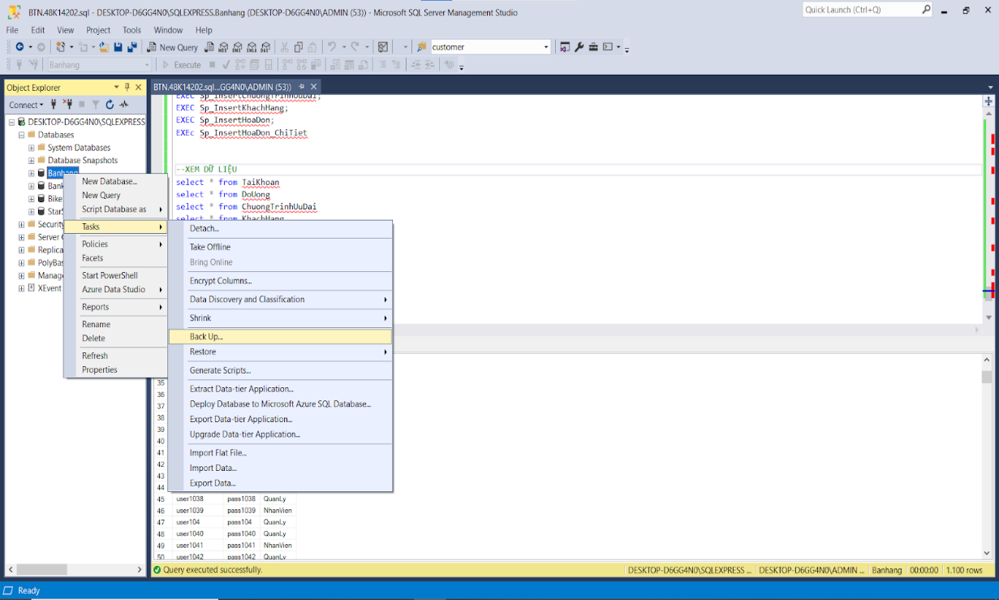 BTN.48K14202.sql - DESKTOP-D6GG4N0\SQLEXPRESS.Banhang (DESKTOP-D6GG4N0\ADMIN (53)) - Microsoft SQL Server Management Studio
Quick Launch (Ctrl+Q)
File Edit View Project Tools Window Help
New Query
customer
Banhang
Execute
Object Explorer
BTN.48K14202.sql...GG4N0\ADMIN (53))
Connect
DESKTOP-D6GG4N0\SQLEXPRESS
Databases
System Databases
Database Snapshots
Banhang
Bank
Bike
StarS
Security
Server
Replica
PolyBas
Manage
XEvent
New Database...
New Query
Script Database as
Tasks
Policies
Facets
Start PowerShell
Azure Data Studio
Reports
Rename
Delete
Refresh
Properties
Detach...
Take Offline
Bring Online
Encrypt Columns...
Data Discovery and Classification
Shrink
Back Up...
Restore
Generate Scripts...
Extract Data-tier Application...
Deploy Database to Microsoft Azure SQL Database...
Export Data-tier Application...
Upgrade Data-tier Application...
Import Flat File...
Import Data...
Export Data...
EXEC Sp_InsertChuongTrinhUuDai;
EXEC Sp_InsertKhachHang;
EXEC Sp_InsertHoaDon;
EXEc Sp_InsertHoaDon_ChiTiet
--XEM DỮ LIỆU
select * from TaiKhoan
select * from DoUong
select * from ChuongTrinhUuDai
select * from KhachHang
35
36
37
38
39
40
41
42
43
44
45 user1038 pass1038 QuanLy
46 user1039 pass1039 NhanVien
47 user104 pass104 QuanLy
48 user1040 pass1040 QuanLy
49 user1041 pass1041 NhanVien
50 user1042 pass1042 QuanLy
Query executed successfully.
DESKTOP-D6GG4N0\SQLEXPRESS ... DESKTOP-D6GG4N0\ADMIN ... Banhang 00:00:00 1.100 rows
Ready